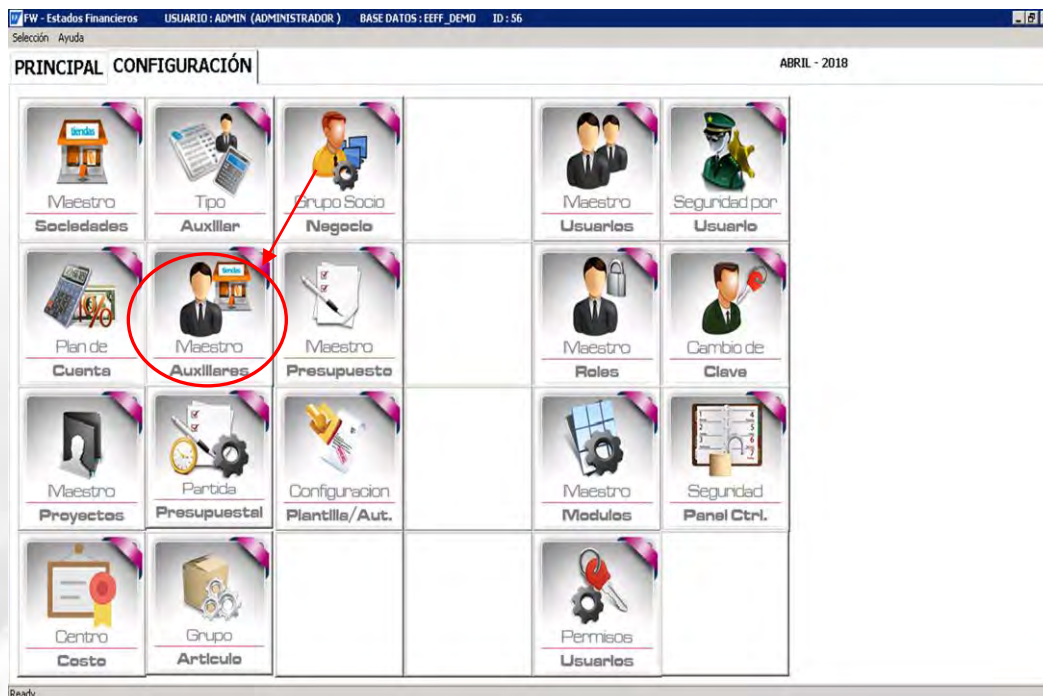 FW - Estados Financieros USUARIO : ADMIN (ADMINISTRADOR ) BASE DATOS : EEFF_DEMO ID : 56
Selección Ayuda
PRINCIPAL CONFIGURACIÓN
ABRIL - 2018
tiendas
Maestro
Sociedades
Tipo
Auxiliar
Grupo Socio
Negocio
Maestro
Usuarios
Seguridad por
Usuario
Plan de
Cuenta
tiendas
Maestro
Auxiliares
Maestro
Presupuesto
Maestro
Roles
Cambio de
Clave
Maestro
Proyectos
Partida
Presupuestal
Configuracion
Plantilla/Aut.
Maestro
Modulos
Seguridad
Panel Ctrl.
Centro
Costo
Grupo
Articulo
Permisos
Usuarios
Ready